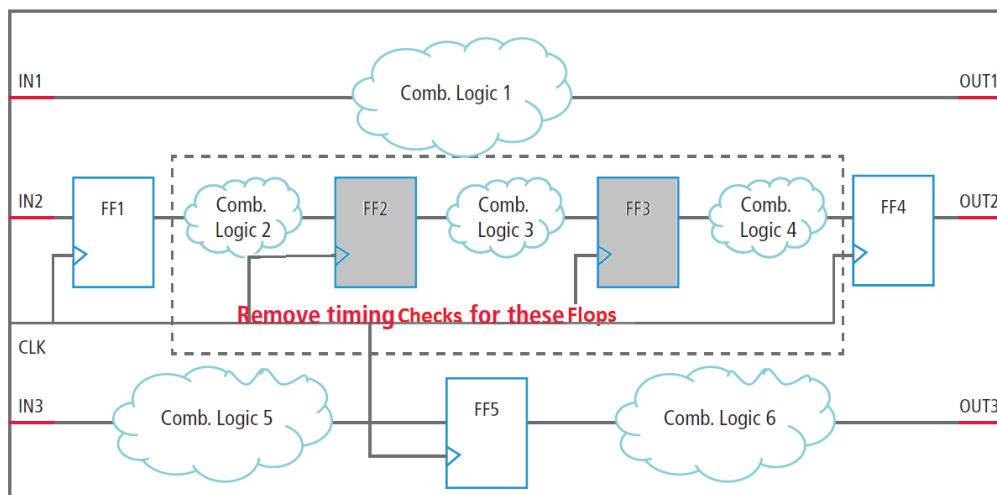 IN1
Comb. Logic 1
OUT1
IN2
FF1
Comb.
Logic 2
FF2
Comb.
Logic 3
FF3
Comb.
Logic 4
FF4
OUT2
Remove timing Checks for these Flops
CLK
IN3
Comb. Logic 5
FF5
Comb. Logic 6
OUT3